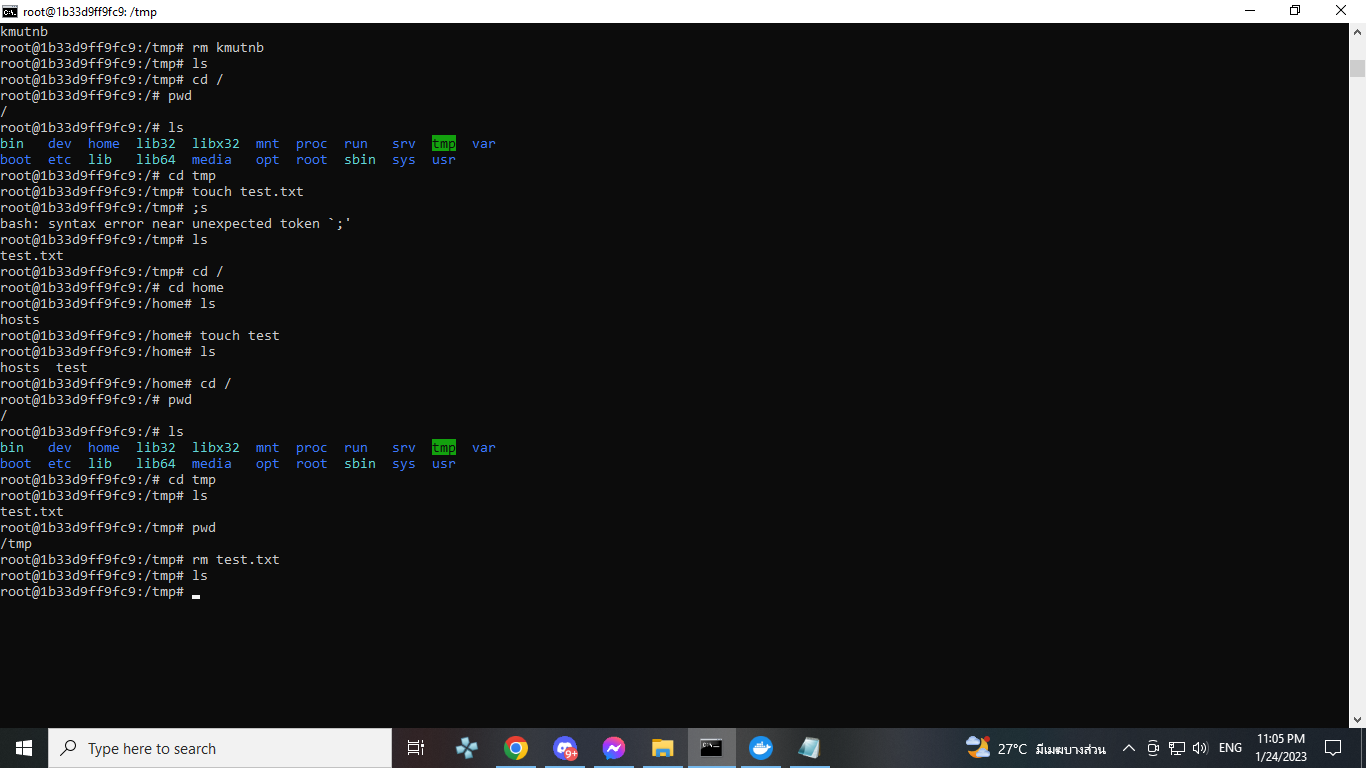 root@1b33d9ff9fc9: /tmp
kmutnb
root@1b33d9ff9fc9:/tmp# rm kmutnb
root@1b33d9ff9fc9:/tmp# ls
root@1b33d9ff9fc9:/tmp# cd /
root@1b33d9ff9fc9:/# pwd
/
root@1b33d9ff9fc9:/# ls
bin   dev  home  lib32  libx32  mnt  proc  run   srv  tmp  var
boot  etc  lib   lib64  media   opt  root  sbin  sys  usr
root@1b33d9ff9fc9:/# cd tmp
root@1b33d9ff9fc9:/tmp# touch test.txt
root@1b33d9ff9fc9:/tmp# ;s
bash: syntax error near unexpected token `;'
root@1b33d9ff9fc9:/tmp# ls
test.txt
root@1b33d9ff9fc9:/tmp# cd /
root@1b33d9ff9fc9:/# cd home
root@1b33d9ff9fc9:/home# ls
hosts
root@1b33d9ff9fc9:/home# touch test
root@1b33d9ff9fc9:/home# ls
hosts  test
root@1b33d9ff9fc9:/home# cd /
root@1b33d9ff9fc9:/# pwd
/
root@1b33d9ff9fc9:/# ls
bin   dev  home  lib32  libx32  mnt  proc  run   srv  tmp  var
boot  etc  lib   lib64  media   opt  root  sbin  sys  usr
root@1b33d9ff9fc9:/# cd tmp
root@1b33d9ff9fc9:/tmp# ls
test.txt
root@1b33d9ff9fc9:/tmp# pwd
/tmp
root@1b33d9ff9fc9:/tmp# rm test.txt
root@1b33d9ff9fc9:/tmp# ls
root@1b33d9ff9fc9:/tmp#
Type here to search
9+
27°C มีเมฆบางส่วน
ENG
11:05 PM
1/24/2023